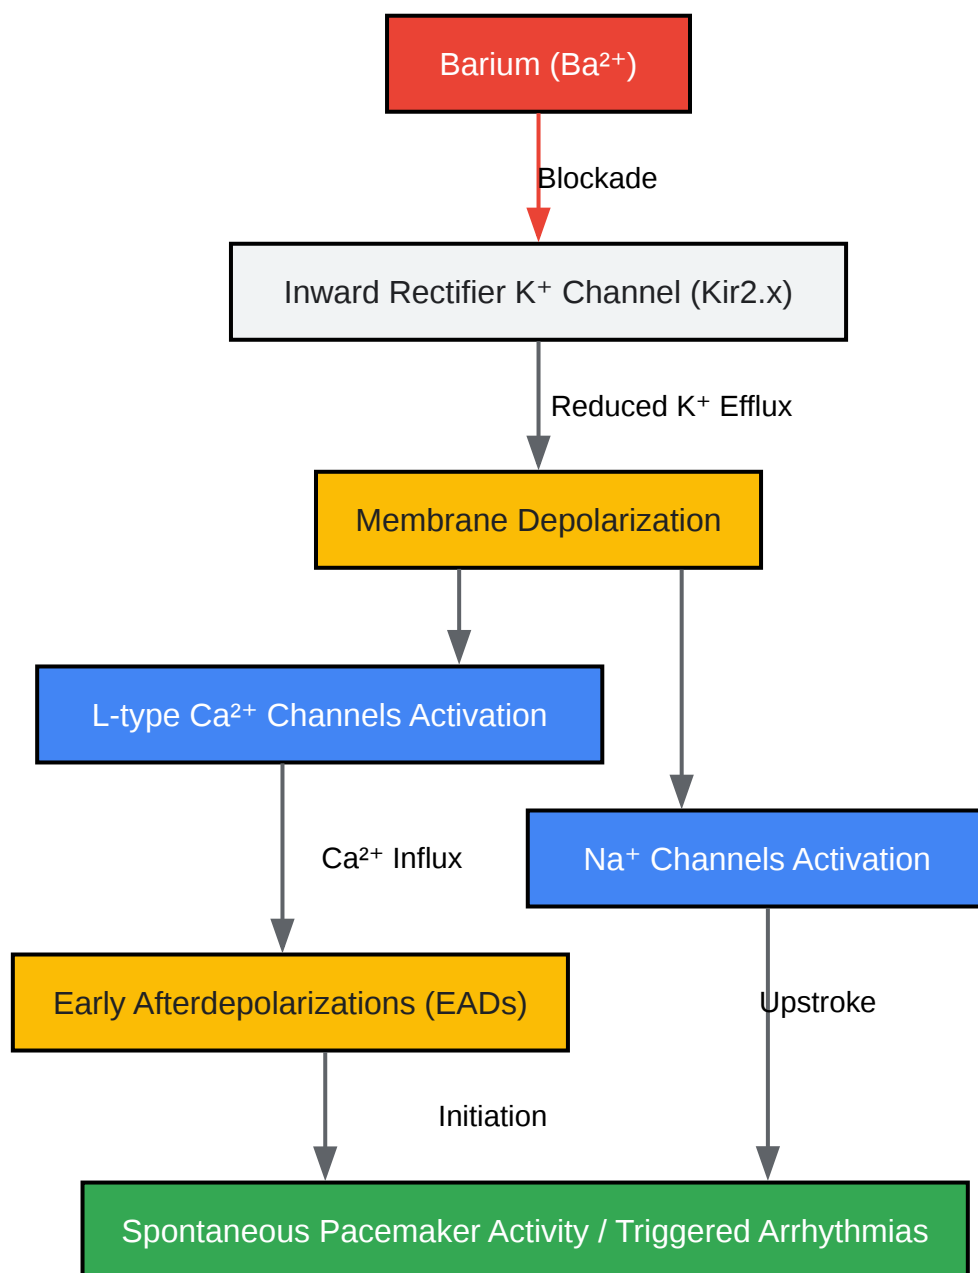 Barium (Ba²⁺)
Blockade
Inward Rectifier K⁺ Channel (Kir2.x)
Reduced K⁺ Efflux
Membrane Depolarization
L-type Ca²⁺ Channels Activation
Ca²⁺ Influx
Na⁺ Channels Activation
Early Afterdepolarizations (EADs)
Upstroke
Initiation
Spontaneous Pacemaker Activity / Triggered Arrhythmias